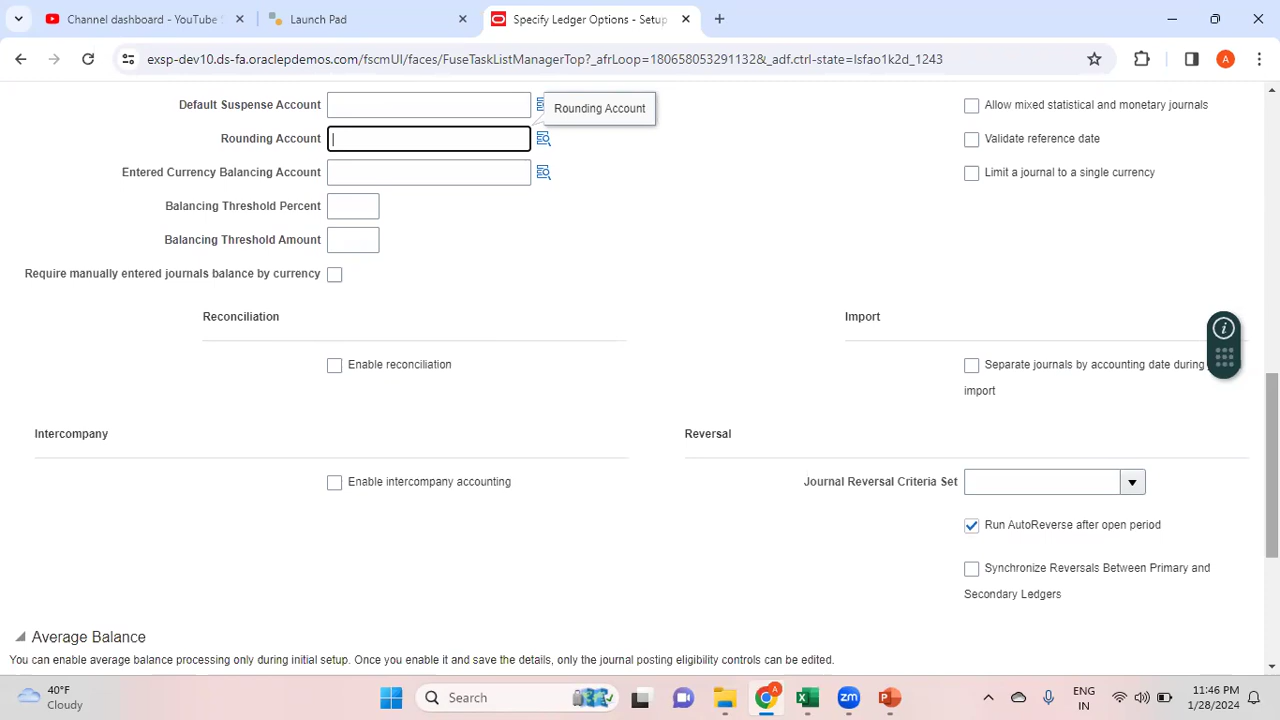 Channel dashboard - YouTube S
Launch Pad
Specify Ledger Options - Setup
exsp-dev10.ds-fa.oraclepdemos.com/fscmUI/faces/FuseTaskListManagerTop?_afrLoop=18065805329111132&_adf.ctrl-state=lsfao1k2d_1243
Default Suspense Account
Rounding Account
Allow mixed statistical and monetary journals
Rounding Account
Validate reference date
Entered Currency Balancing Account
Limit a journal to a single currency
Balancing Threshold Percent
Balancing Threshold Amount
Require manually entered journals balance by currency
Reconciliation
Import
Enable reconciliation
Separate journals by accounting date during
import
Intercompany
Reversal
Enable intercompany accounting
Journal Reversal Criteria Set
Run AutoReverse after open period
Synchronize Reversals Between Primary and
Secondary Ledgers
Average Balance
You can enable average balance processing only during initial setup. Once you enable it and save the details, only the journal posting eligibility controls can be edited.
40°F
Cloudy
Search
ENG
IN
11:46 PM
1/28/2024